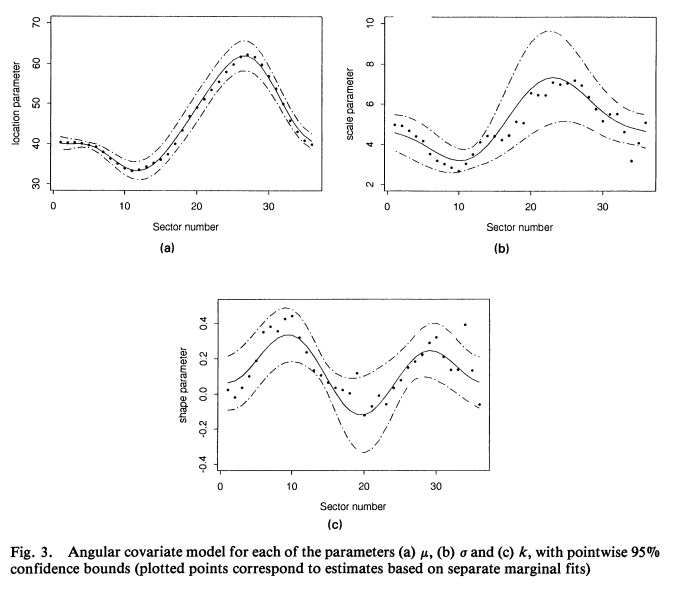 70
60
50
40
30
location parameter
0
10
20
30
Sector number
(a)
10
8
6
4
2
scale parameter
0
10
20
30
Sector number
(b)
0.4
0.2
0.0
-0.2
-0.4
shape parameter
0
10
20
30
Sector number
(c)
Fig. 3. Angular covariate model for each of the parameters (a) μ, (b) σ and (c) k, with pointwise 95%
confidence bounds (plotted points correspond to estimates based on separate marginal fits)